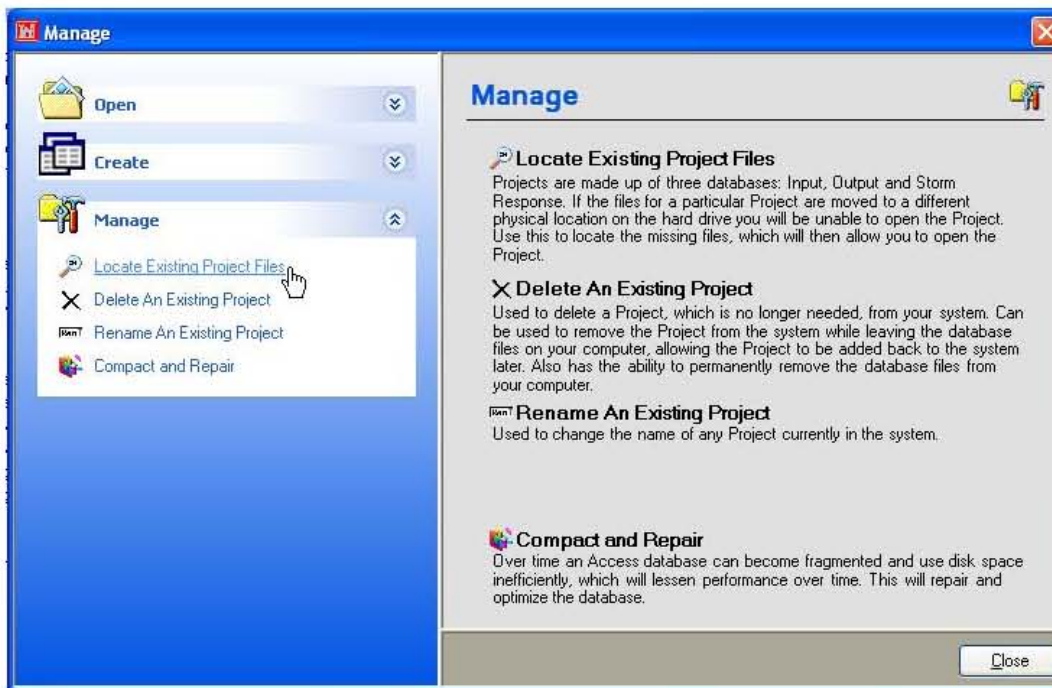 Manage
Open
Create
Manage
Locate Existing Project Files
Delete An Existing Project
Rename An Existing Project
Compact and Repair
Manage
Locate Existing Project Files
Projects are made up of three databases: Input, Output and Storm
Response. If the files for a particular Project are moved to a different
physical location on the hard drive you will be unable to open the Project.
Use this to locate the missing files, which will then allow you to open the
Project.
Delete An Existing Project
Used to delete a Project, which is no longer needed, from your system. Can
be used to remove the Project from the system while leaving the database
files on your computer, allowing the Project to be added back to the system
later. Also has the ability to permanently remove the database files from
your computer.
Rename An Existing Project
Used to change the name of any Project currently in the system.
Compact and Repair
Over time an Access database can become fragmented and use disk space
inefficiently, which will lessen performance over time. This will repair and
optimize the database.
Close